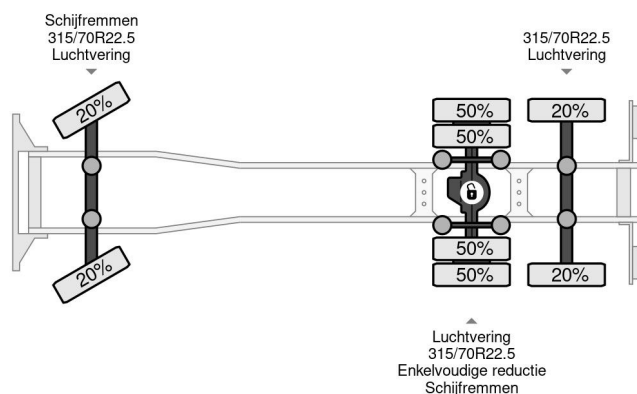 Schijfremmen
315/70R22.5
Luchtvering
315/70R22.5
Luchtvering
20%
50%
20%
50%
50%
20%
50%
20%
Luchtvering
315/70R22.5
Enkelvoudige reductie
Schijfremmen